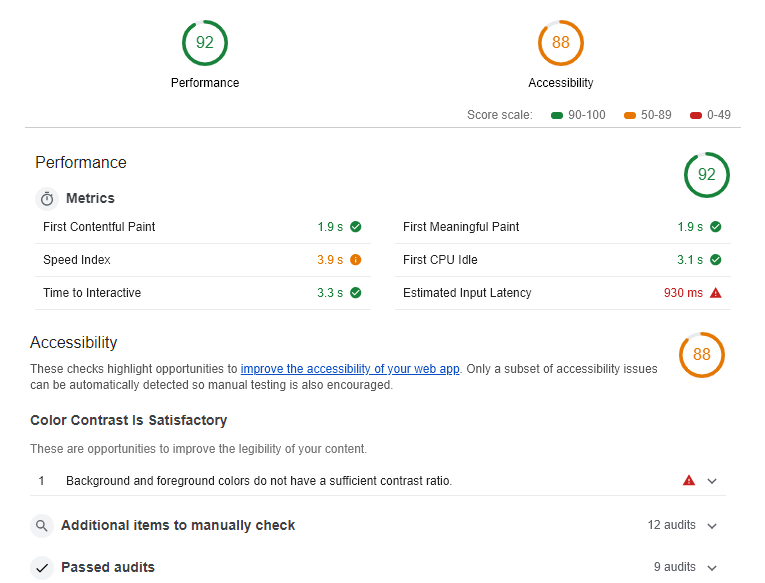 92
88
Performance
Accessibility
Score scale: 90-100 50-89 0-49
Performance
92
Metrics
First Contentful Paint 1.9 s
First Meaningful Paint 1.9 s
Speed Index 3.9 s
First CPU Idle 3.1 s
Time to Interactive 3.3 s
Estimated Input Latency 930 ms
Accessibility
88
These checks highlight opportunities to improve the accessibility of your web app. Only a subset of accessibility issues
can be automatically detected so manual testing is also encouraged.
Color Contrast Is Satisfactory
These are opportunities to improve the legibility of your content.
1 Background and foreground colors do not have a sufficient contrast ratio.
Additional items to manually check 12 audits
Passed audits 9 audits